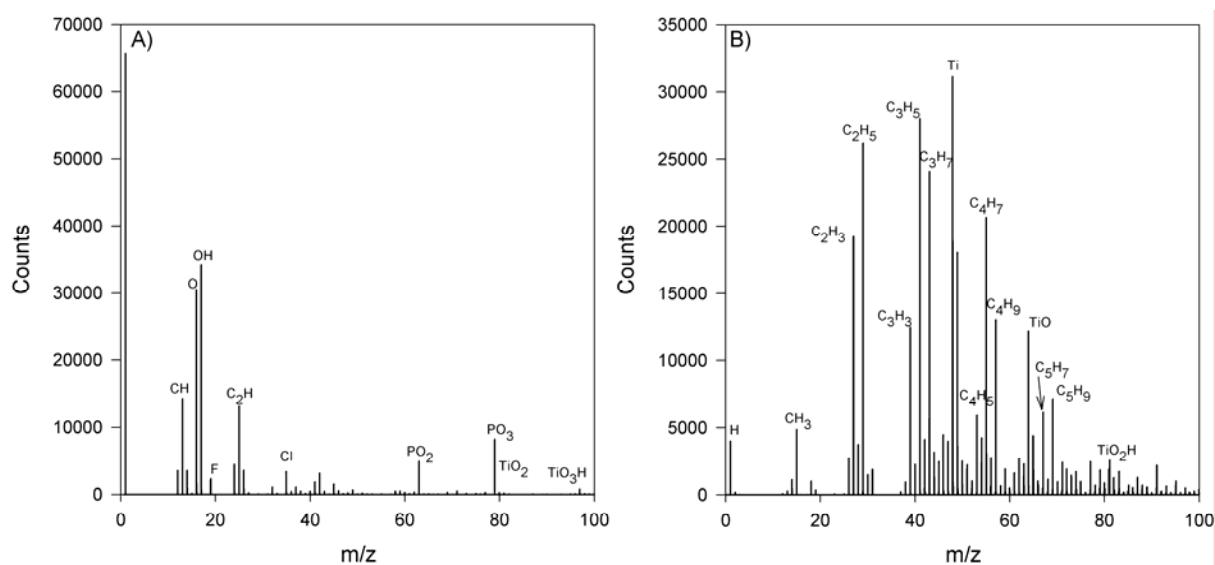 A)
70000
60000
50000
40000
30000
20000
10000
0
Counts
0 20 40 60 80 100
m/z
OH
O
CH
C2H
F
Cl
PO2
PO3
TiO2
TiO3H
B)
35000
30000
25000
20000
15000
10000
5000
0
Counts
0 20 40 60 80 100
m/z
Ti
C3H5
C2H5
C3H7
C4H7
C2H3
C3H3
C4H9
TiO
C5H7
C4H5
C5H9
CH3
H
TiO2H